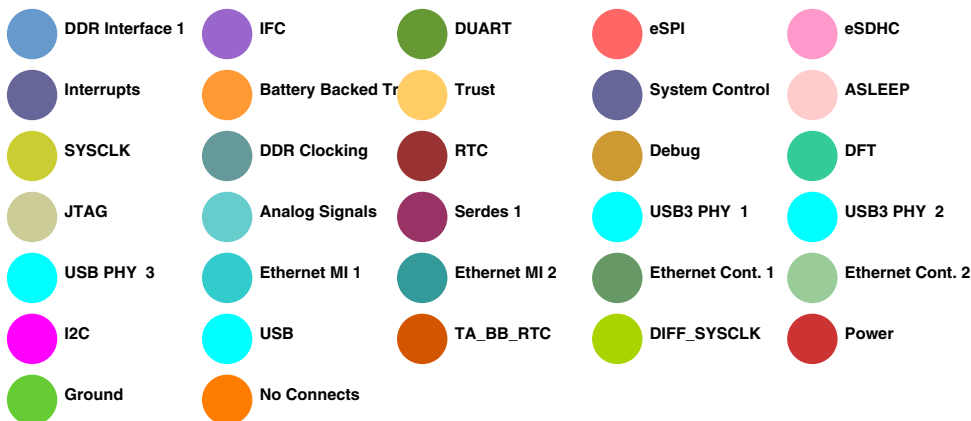 DDR Interface 1 IFC DUART eSPI eSDHC
Interrupts Battery Backed Tr Trust System Control ASLEEP
SYSCLK DDR Clocking RTC Debug DFT
JTAG Analog Signals Serdes 1 USB3 PHY 1 USB3 PHY 2
USB PHY 3 Ethernet MI 1 Ethernet MI 2 Ethernet Cont. 1 Ethernet Cont. 2
I2C USB TA_BB_RTC DIFF_SYSCLK Power
Ground No Connects